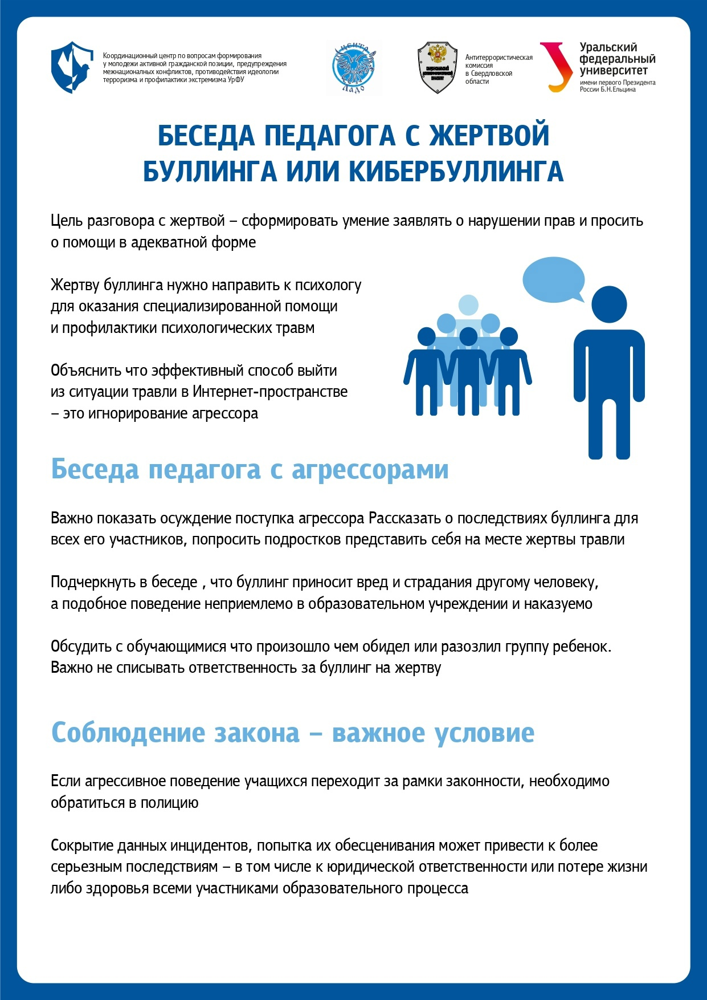 Координационный центр по вопросам формирования
у молодежи активной гражданской позиции, предупреждения
межнациональных конфликтов, противодействия идеологии
терроризма и профилактики экстремизма УрФУ
центр
Ладо
Антитеррористическая
комиссия
в Свердловской
области
Уральский
федеральный
университет
имени первого Президента
России Б.Н.Ельцина
БЕСЕДА ПЕДАГОГА С ЖЕРТВОЙ
БУЛЛИНГА ИЛИ КИБЕРБУЛЛИНГА
Цель разговора с жертвой – сформировать умение заявлять о нарушении прав и просить
о помощи в адекватной форме
Жертву буллинга нужно направить к психологу
для оказания специализированной помощи
и профилактики психологических травм
Объяснить что эффективный способ выйти
из ситуации травли в Интернет-пространстве
– это игнорирование агрессора
Беседа педагога с агрессорами
Важно показать осуждение поступка агрессора Рассказать о последствиях буллинга для
всех его участников, попросить подростков представить себя на месте жертвы травли
Подчеркнуть в беседе , что буллинг приносит вред и страдания другому человеку,
а подобное поведение неприемлемо в образовательном учреждении и наказуемо
Обсудить с обучающимися что произошло чем обидел или разозлил группу ребенок.
Важно не списывать ответственность за буллинг на жертву
Соблюдение закона – важное условие
Если агрессивное поведение учащихся переходит за рамки законности, необходимо
обратиться в полицию
Сокрытие данных инцидентов, попытка их обесценивания может привести к более
серьезным последствиям – в том числе к юридической ответственности или потере жизни
либо здоровья всеми участниками образовательного процесса